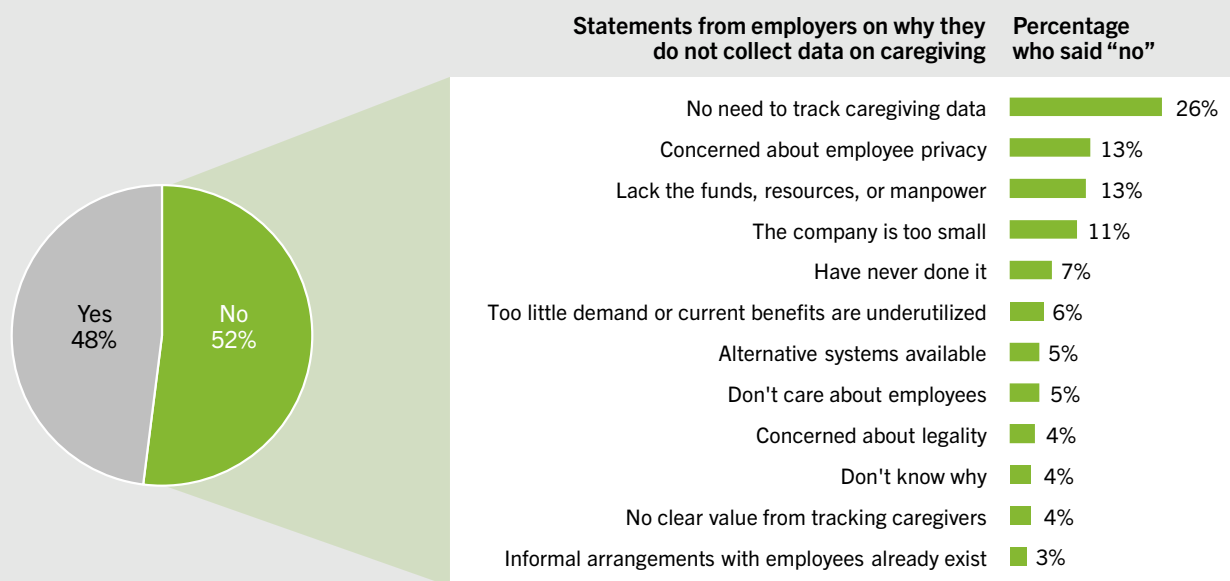 Statements from employers on why they
do not collect data on caregiving
Percentage
who said “no”
No need to track caregiving data 26%
Concerned about employee privacy 13%
Lack the funds, resources, or manpower 13%
The company is too small 11%
Have never done it 7%
Too little demand or current benefits are underutilized 6%
Alternative systems available 5%
Don't care about employees 5%
Concerned about legality 4%
Don't know why 4%
No clear value from tracking caregivers 4%
Informal arrangements with employees already exist 3%
Yes
48%
No
52%